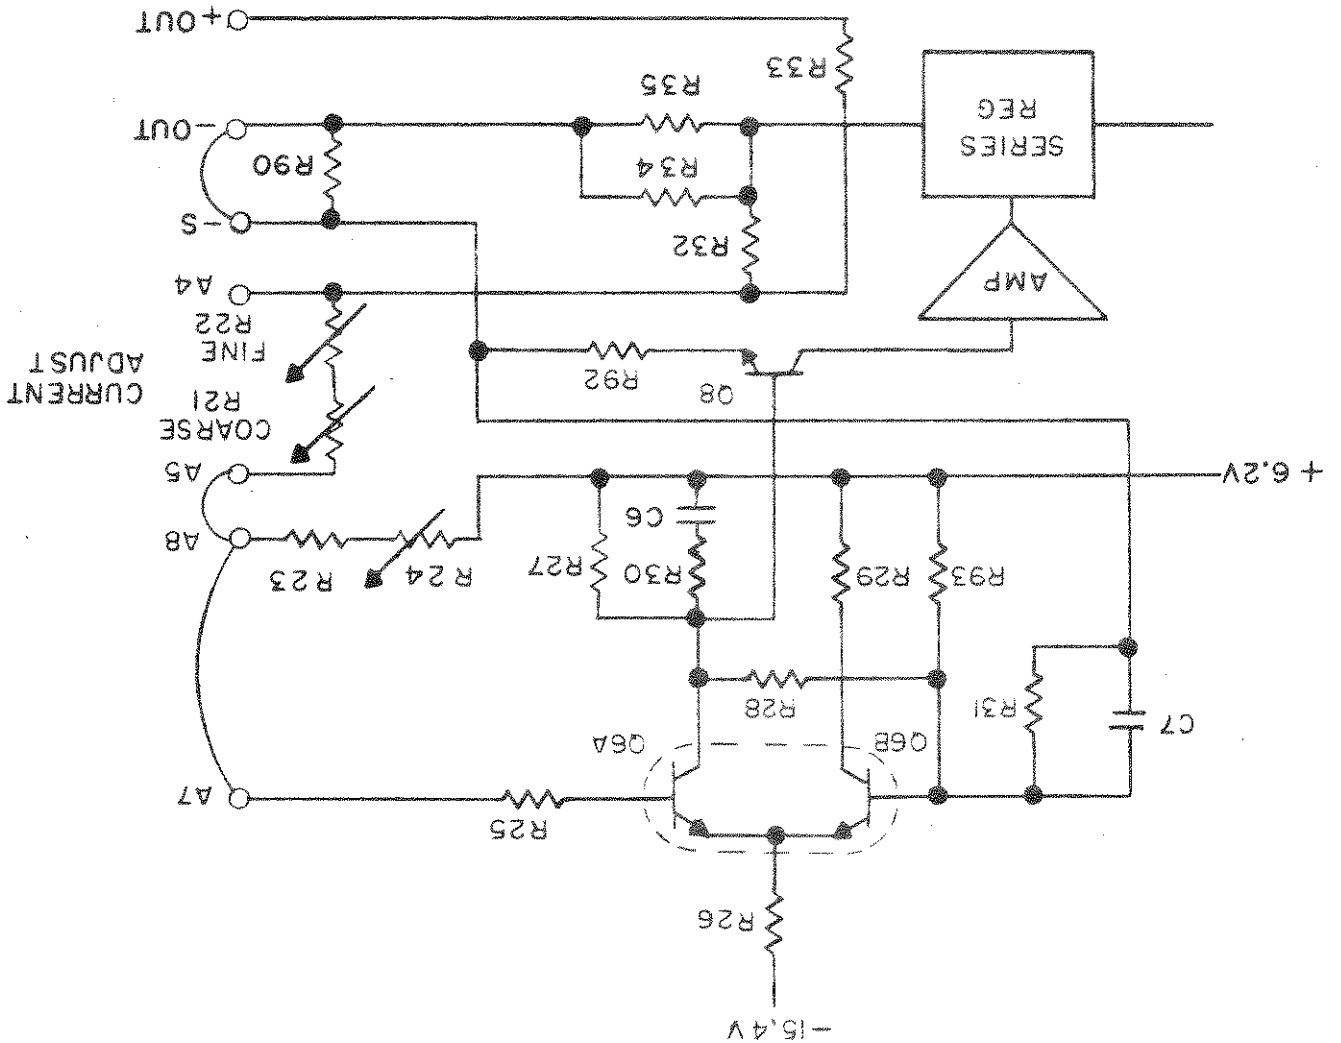 −15.4 V
R26
R25
A7
Q6B
Q6A
C7
R31
R28
R93
R29
R30
R27
C6
R24
R23
A8
+6.2V
A5
COARSE
R21
CURRENT
ADJUST
Q8
R92
FINE
R22
A4
AMP
R32
−S
R34
R90
SERIES
REG
−OUT
R35
R33
+OUT